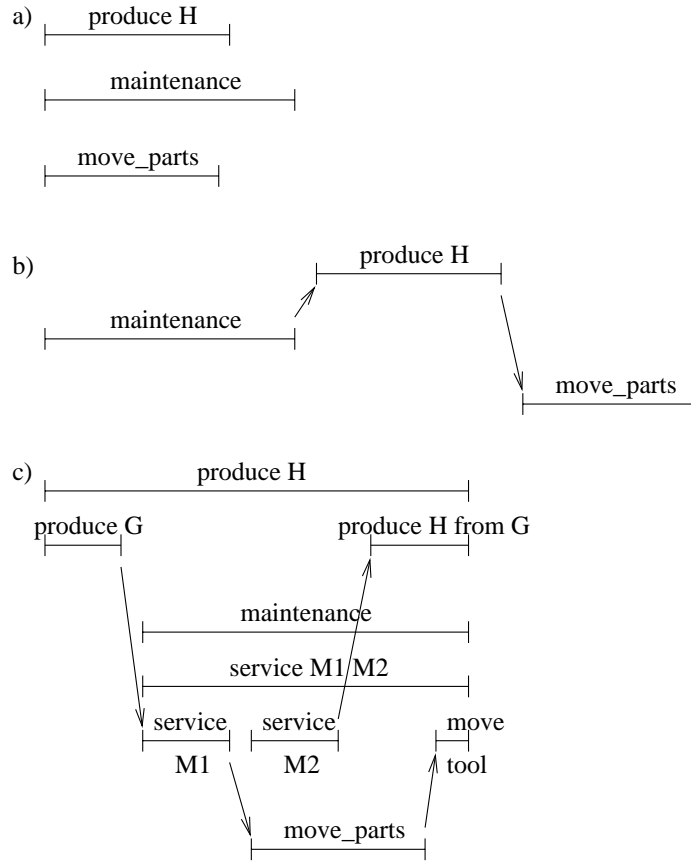 a)
produce H
maintenance
move_parts
b)
produce H
maintenance
move_parts
c)
produce H
produce G
produce H from G
maintenance
service M1 M2
service
M1
service
M2
move
tool
move_parts